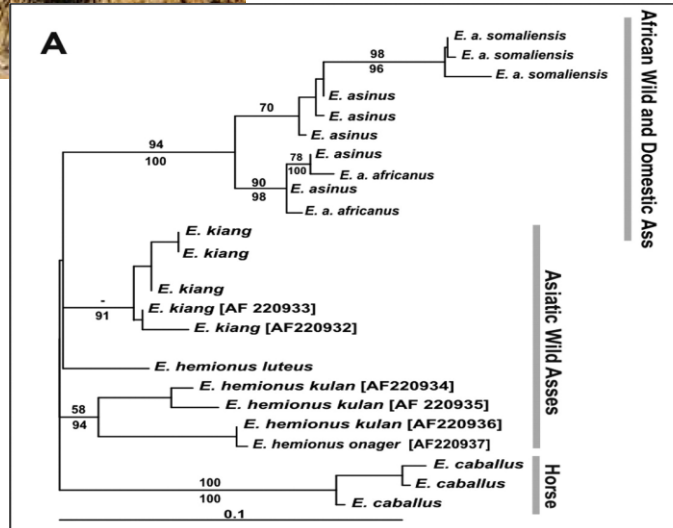 A
98
E. a. somaliensis
E. a. somaliensis
96
E. a. somaliensis
E. asinus
70
E. asinus
E. asinus
94
100
78
E. asinus
100
E. a. africanus
90
E. asinus
98
E. a. africanus
African Wild and Domestic Ass
E. kiang
E. kiang
E. kiang
-
91
E. kiang [AF 220933]
E. kiang [AF220932]
E. hemionus luteus
E. hemionus kulan [AF220934]
58
E. hemionus kulan [AF 220935]
94
E. hemionus kulan [AF220936]
E. hemionus onager [AF220937]
Asiatic Wild Asses
E. caballus
100
E. caballus
100
E. caballus
Horse
0.1